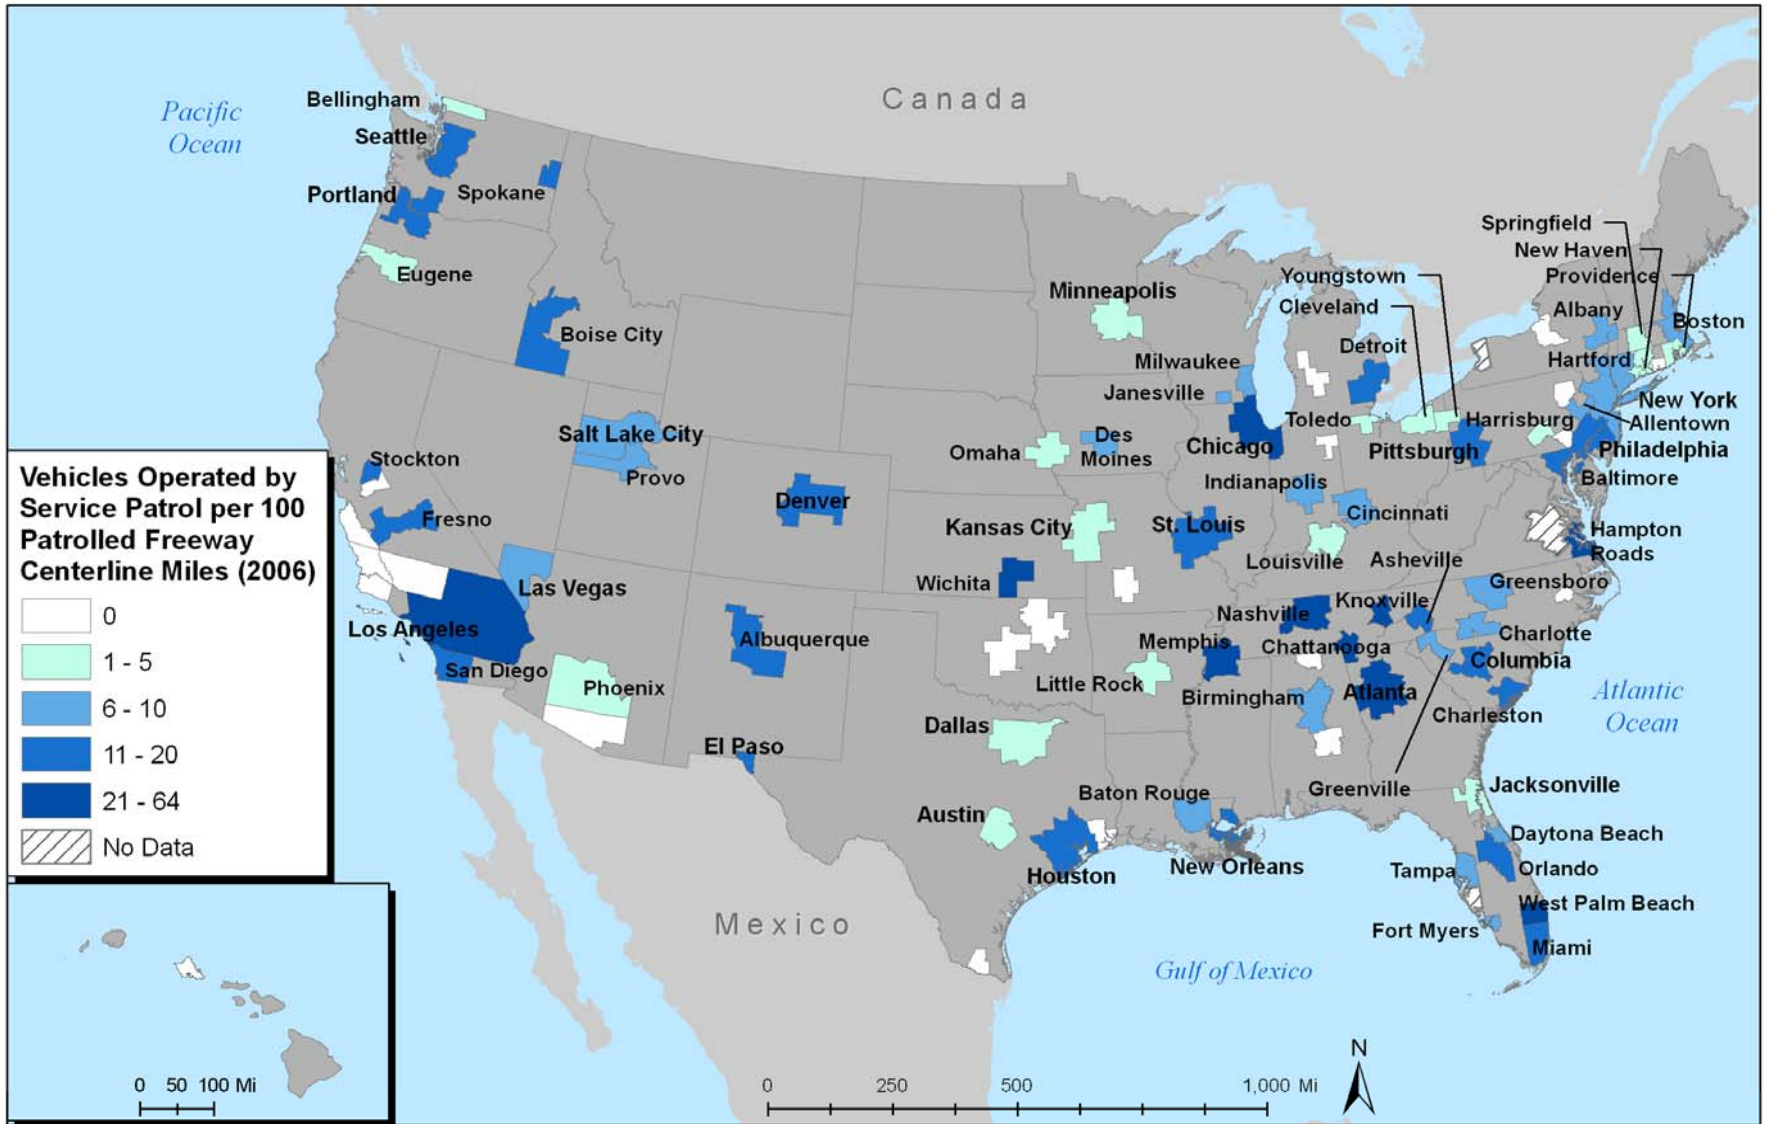 Canada
Pacific
Ocean
Bellingham
Seattle
Portland
Spokane
Eugene
Boise City
Minneapolis
Milwaukee
Janesville
Springfield
New Haven
Youngstown
Providence
Cleveland
Albany
Boston
Detroit
Hartford
New York
Toledo
Harrisburg
Allentown
Chicago
Pittsburgh
Philadelphia
Omaha
Des
Moines
Baltimore
Salt Lake City
Provo
Stockton
Fresno
Denver
Indianapolis
Cincinnati
Kansas City
St. Louis
Hampton
Roads
Louisville
Asheville
Las Vegas
Wichita
Greensboro
Nashville
Knoxville
Los Angeles
Albuquerque
Memphis
Chattanooga
Charlotte
Columbia
San Diego
Phoenix
Little Rock
Birmingham
Atlanta
Atlantic
Ocean
Charleston
Dallas
El Paso
Greenville
Jacksonville
Baton Rouge
Austin
Daytona Beach
New Orleans
Houston
Tampa
Orlando
West Palm Beach
Fort Myers
Miami
Mexico
Gulf of Mexico
Vehicles Operated by
Service Patrol per 100
Patrolled Freeway
Centerline Miles (2006)
0
1 - 5
6 - 10
11 - 20
21 - 64
No Data
0 50 100 Mi
0 250 500 1,000 Mi
N